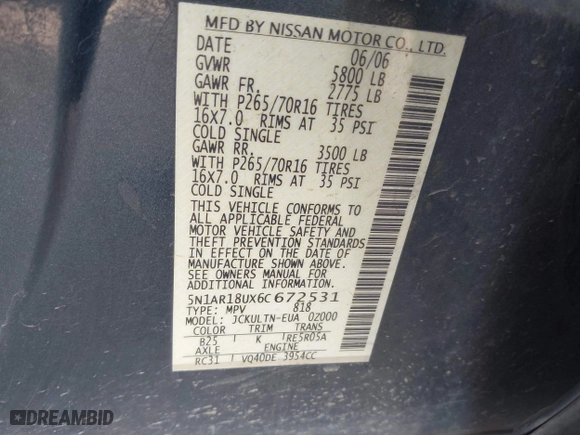 MFD BY NISSAN MOTOR CO., LTD.
DATE 06/06
GVWR 5800 LB
GAWR FR. 2775 LB
WITH P265/70R16 TIRES
16X7.0 RIMS AT 35 PSI
COLD SINGLE
GAWR RR. 3500 LB
WITH P265/70R16 TIRES
16X7.0 RIMS AT 35 PSI
COLD SINGLE
THIS VEHICLE CONFORMS TO
ALL APPLICABLE FEDERAL
MOTOR VEHICLE SAFETY AND
THEFT PREVENTION STANDARDS
IN EFFECT ON THE DATE OF
MANUFACTURE SHOWN ABOVE.
SEE OWNERS MANUAL FOR
ADDITIONAL INFORMATION.
5N1AR18UX6C672531
TYPE: MPV 818
MODEL: JCKULTN-EUA 0Z000
COLOR TRIM TRANS
B25 K RE5R05A
AXLE ENGINE
RC31 VQ40DE 3954CC
DREAMBID